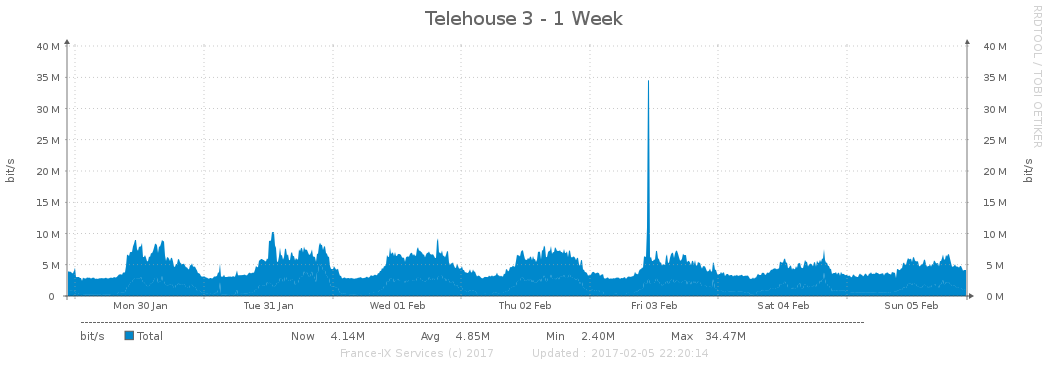 Telehouse 3 - 1 Week
RRDTOOL / TOBI OETIKER
bit/s
40 M 40 M
35 M 35 M
30 M 30 M
25 M 25 M
20 M 20 M
15 M 15 M
10 M 10 M
5 M 5 M
0 0 M
bit/s
Mon 30 Jan Tue 31 Jan Wed 01 Feb Thu 02 Feb Fri 03 Feb Sat 04 Feb Sun 05 Feb
bit/s Total Now 4.14M Avg 4.85M Min 2.40M Max 34.47M
France-IX Services (c) 2017 Updated : 2017-02-05 22:20:14